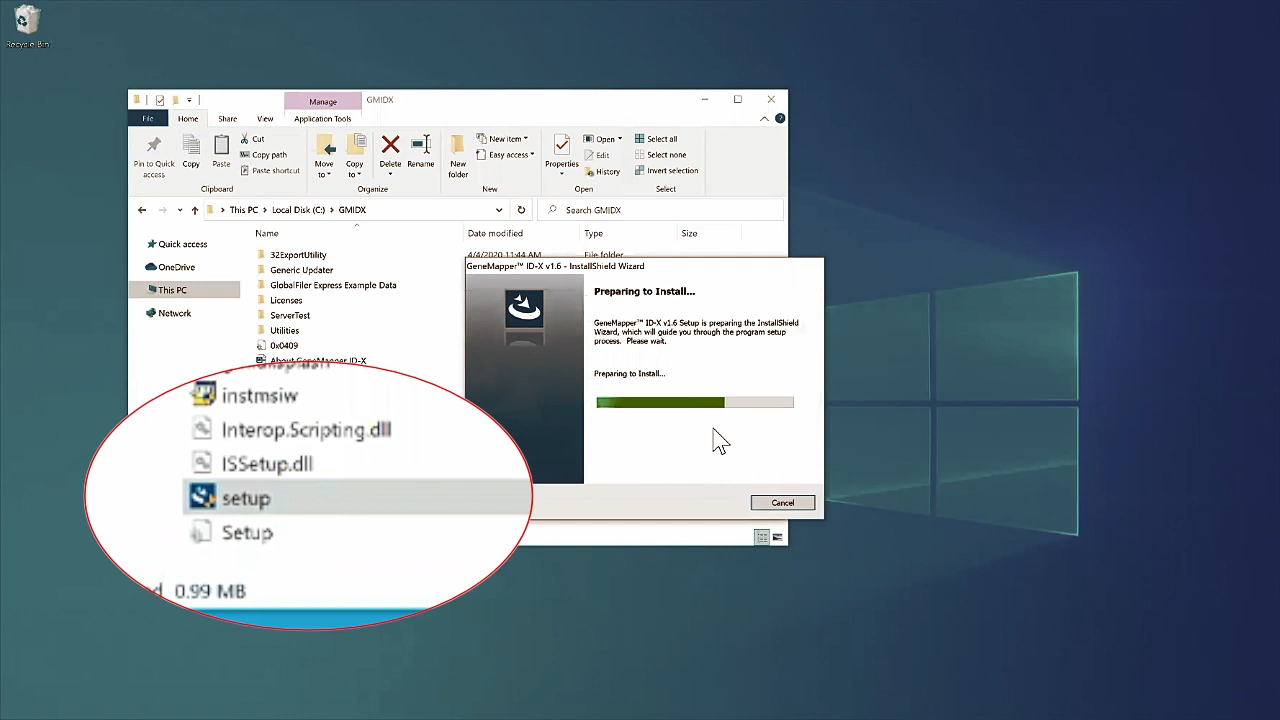 Recycle Bin
Manage
GMIDX
File
Home
Share
View
Application Tools
Pin to Quick access
Copy
Paste
Cut
Copy path
Paste shortcut
Clipboard
Move to
Copy to
Delete
Rename
Organize
New folder
New item
Easy access
New
Properties
Open
Edit
History
Open
Select all
Select none
Invert selection
Select
This PC
Local Disk (C:)
GMIDX
Search GMIDX
Name
Date modified
Type
Size
Quick access
OneDrive
This PC
Network
32ExportUtility
4/4/2020 11:44 AM
File folder
Generic Updater
GlobalFiler Express Example Data
Licenses
ServerTest
Utilities
0x0409
About GeneMapper ID-X
GeneMapper™ ID-X v1.6 - InstallShield Wizard
Preparing to Install...
GeneMapper™ ID-X v1.6 Setup is preparing the InstallShield
Wizard, which will guide you through the program setup
process. Please wait.
Preparing to Install...
Cancel
instmsiw
Interop.Scripting.dll
ISSetup.dll
setup
Setup
0.99 MB